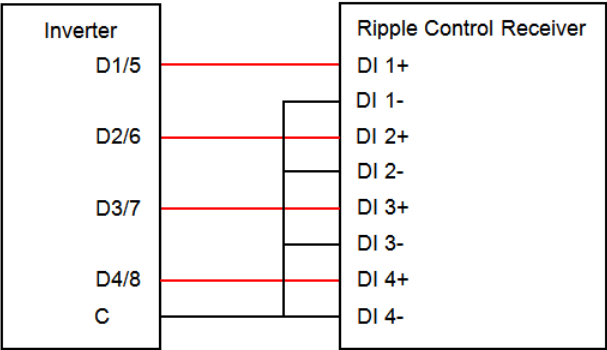 Inverter
D1/5
D2/6
D3/7
D4/8
C
Ripple Control Receiver
DI 1+
DI 1-
DI 2+
DI 2-
DI 3+
DI 3-
DI 4+
DI 4-